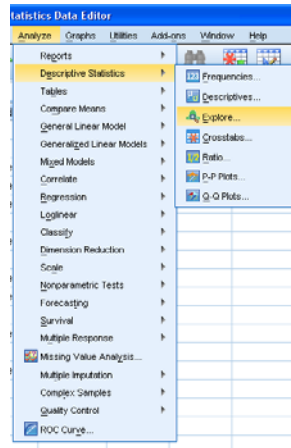 tatistics Data Editor
Analyze Graphs Utilities Add-ons Window Help
Reports
Descriptive Statistics
Tables
Compare Means
General Linear Model
Generalized Linear Models
Mixed Models
Correlate
Regression
Loglinear
Classify
Dimension Reduction
Scale
Nonparametric Tests
Forecasting
Survival
Multiple Response
Missing Value Analysis...
Multiple Imputation
Complex Samples
Quality Control
ROC Curve...
Frequencies...
Descriptives...
Explore...
Crosstabs...
Ratio...
P-P Plots...
Q-Q Plots...